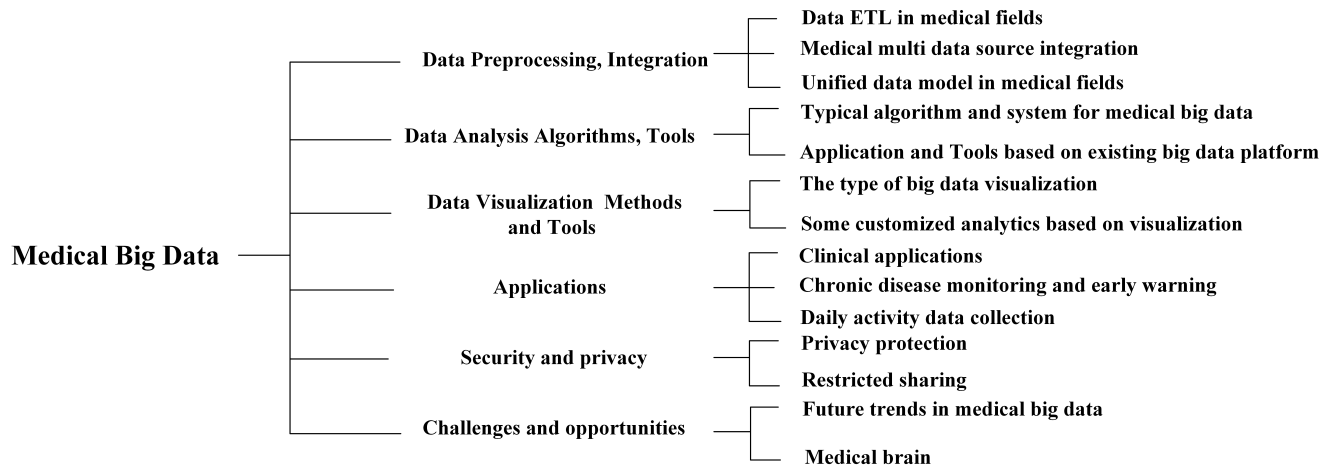 Medical Big Data
Data Preprocessing, Integration
Data ETL in medical fields
Medical multi data source integration
Unified data model in medical fields
Data Analysis Algorithms, Tools
Typical algorithm and system for medical big data
Application and Tools based on existing big data platform
Data Visualization Methods
and Tools
The type of big data visualization
Some customized analytics based on visualization
Applications
Clinical applications
Chronic disease monitoring and early warning
Daily activity data collection
Security and privacy
Privacy protection
Restricted sharing
Challenges and opportunities
Future trends in medical big data
Medical brain